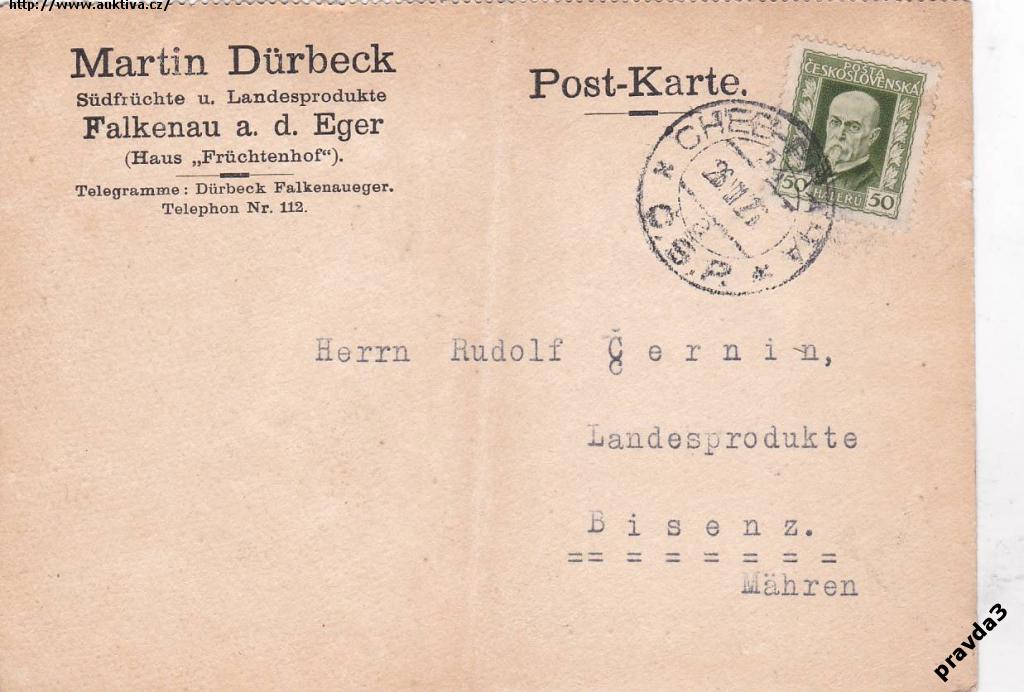 http://www.auktiva.cz/
Martin Dürbeck
Südfrüchte u. Landesprodukte
Falkenau a. d. Eger
(Haus „Früchtenhof“).
Telegramme: Dürbeck Falkenaueger.
Telephon Nr. 112.
Post-Karte.
POŠTA
ČESKOSLOVENSKÁ
50
50
Č.S.P.
Herrn Rudolf Černin,
Landesprodukte
Bisenz.
== = = = = = =
Mähren
pravda3